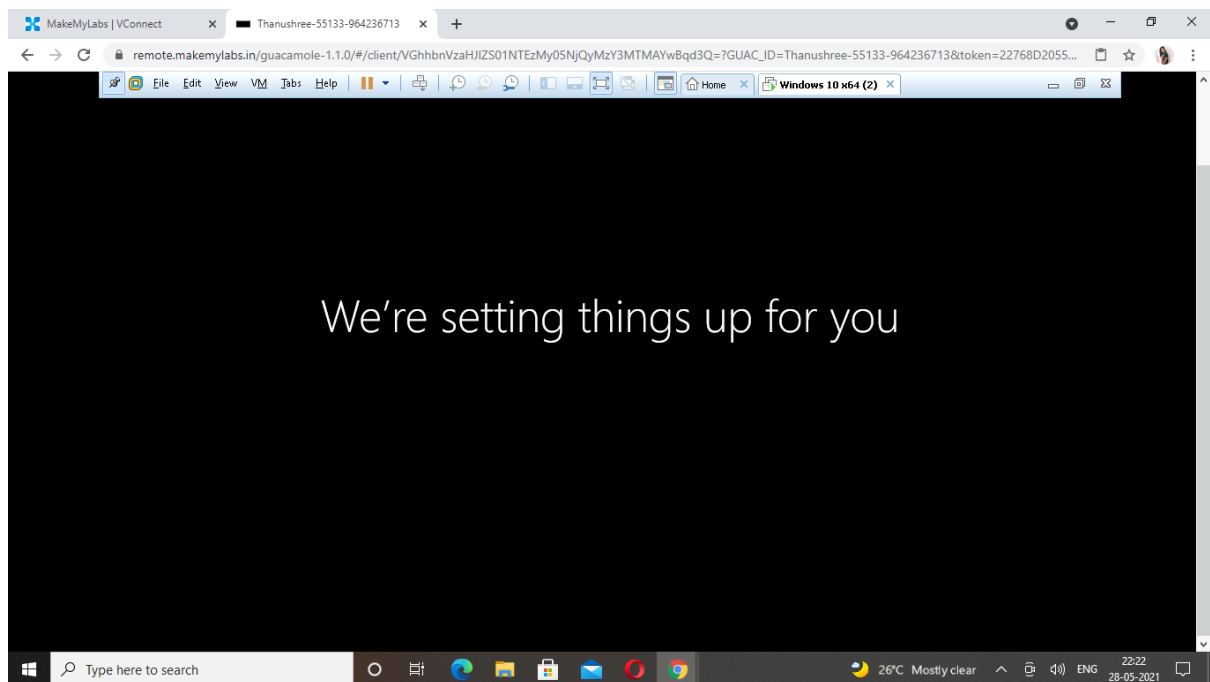 MakeMyLabs | VConnect
Thanushree-55133-964236713
remote.makemylabs.in/guacamole-1.1.0/#/client/VGhhbnVzaHJlZS01NTEzMy05NjQyMzY3MTMAYwBqd3Q=?GUAC_ID=Thanushree-55133-964236713&token=22768D2055...
File Edit View VM Tabs Help Home Windows 10 x64 (2)
We're setting things up for you
Type here to search 26°C Mostly clear ENG 22:22
28-05-2021